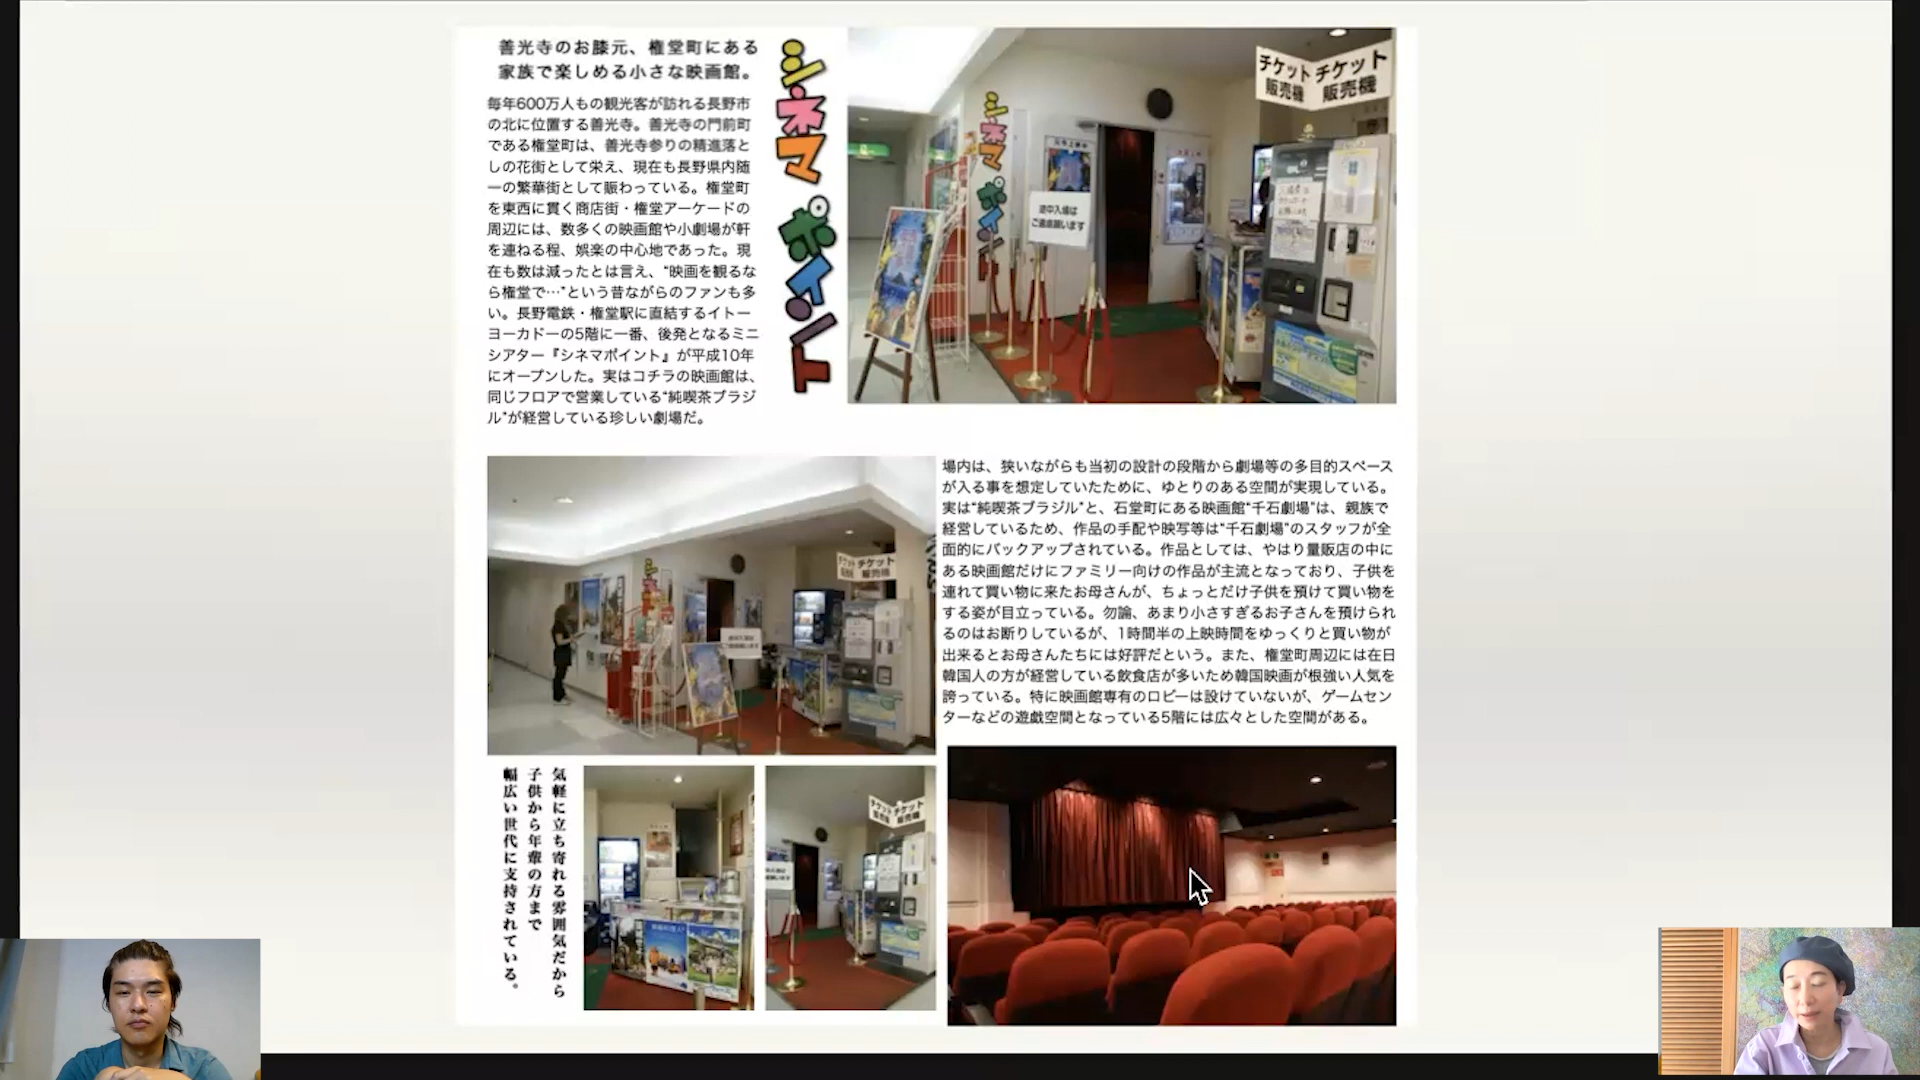 善光寺のお膝元、権堂町にある
家族で楽しめる小さな映画館。
毎年600万人もの観光客が訪れる長野市
の北に位置する善光寺。善光寺の門前町
である権堂町は、善光寺参りの精進落と
しの花街として栄え、現在も長野県内随
一の繁華街として賑わっている。権堂町
を東西に貫く商店街・権堂アーケードの
周辺には、数多くの映画館や小劇場が軒
を連ねる程、娯楽の中心地であった。現
在も数は減ったとは言え、“映画を観るな
ら権堂で…”という昔ながらのファンも多
い。長野電鉄・権堂駅に直結するイトー
ヨーカドーの5階に一番、後発となるミニ
シアター『シネマポイント』が平成10年
にオープンした。実はコチラの映画館は、
同じフロアで営業している“純喫茶ブラジ
ル”が経営している珍しい劇場だ。
シネマ ポイント
チケット販売機
チケット販売機
シネマ ポイント
途中入場は
ご遠慮願います
場内は、狭いながらも当初の設計の段階から劇場等の多目的スペース
が入る事を想定していたために、ゆとりのある空間が実現している。
実は“純喫茶ブラジル”と、石堂町にある映画館“千石劇場”は、親族で
経営しているため、作品の手配や映写等は“千石劇場”のスタッフが全
面的にバックアップされている。作品としては、やはり量販店の中に
ある映画館だけにファミリー向けの作品が主流となっており、子供を
連れて買い物に来たお母さんが、ちょっとだけ子供を預けて買い物を
する姿が目立っている。勿論、あまり小さすぎるお子さんを預けられ
るのはお断りしているが、1時間半の上映時間をゆっくりと買い物が
出来るとお母さんたちには好評だという。また、権堂町周辺には在日
韓国人の方が経営している飲食店が多いため韓国映画が根強い人気を
誇っている。特に映画館専有のロビーは設けていないが、ゲームセン
ターなどの遊戯空間となっている5階には広々とした空間がある。
チケット販売機
チケット販売機
気軽に立ち寄れる雰囲気だから
子供から年輩の方まで
幅広い世代に支持されている。
チケット販売機
チケット販売機